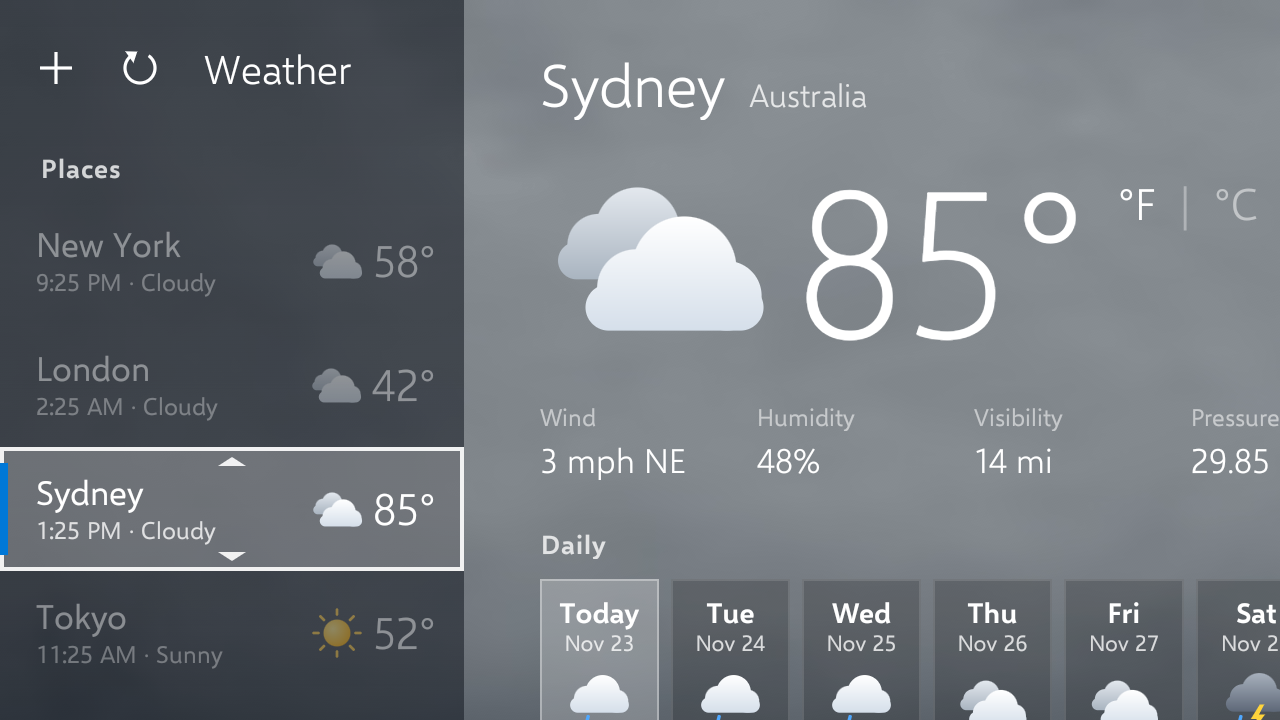 Weather
Places
New York
9:25 PM · Cloudy
58°
London
2:25 AM · Cloudy
42°
Sydney
1:25 PM · Cloudy
85°
Tokyo
11:25 AM · Sunny
52°
Sydney Australia
85° °F | °C
Wind Humidity Visibility Pressure
3 mph NE 48% 14 mi 29.85
Daily
Today Tue Wed Thu Fri Sat
Nov 23 Nov 24 Nov 25 Nov 26 Nov 27 Nov 2